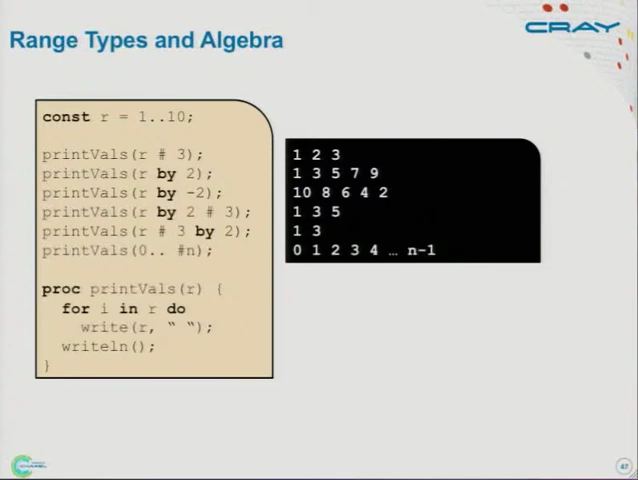 Range Types and Algebra
CRAY
const r = 1..10;
printVals(r # 3);
printVals(r by 2);
printVals(r by -2);
printVals(r by 2 # 3);
printVals(r # 3 by 2);
printVals(0.. #n);
proc printVals(r) {
for i in r do
write(r, “ “);
writeln();
}
1 2 3
1 3 5 7 9
10 8 6 4 2
1 3 5
1 3
0 1 2 3 4 … n-1
47